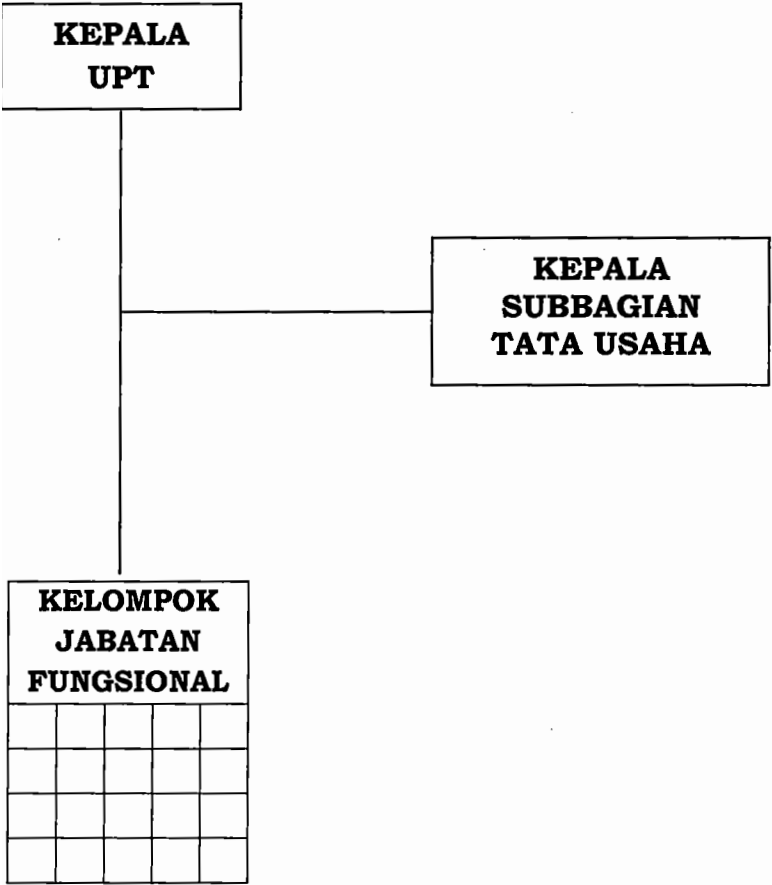 KEPALA
UPT
KEPALA
SUBBAGIAN
TATA USAHA
KELOMPOK
JABATAN
FUNGSIONAL